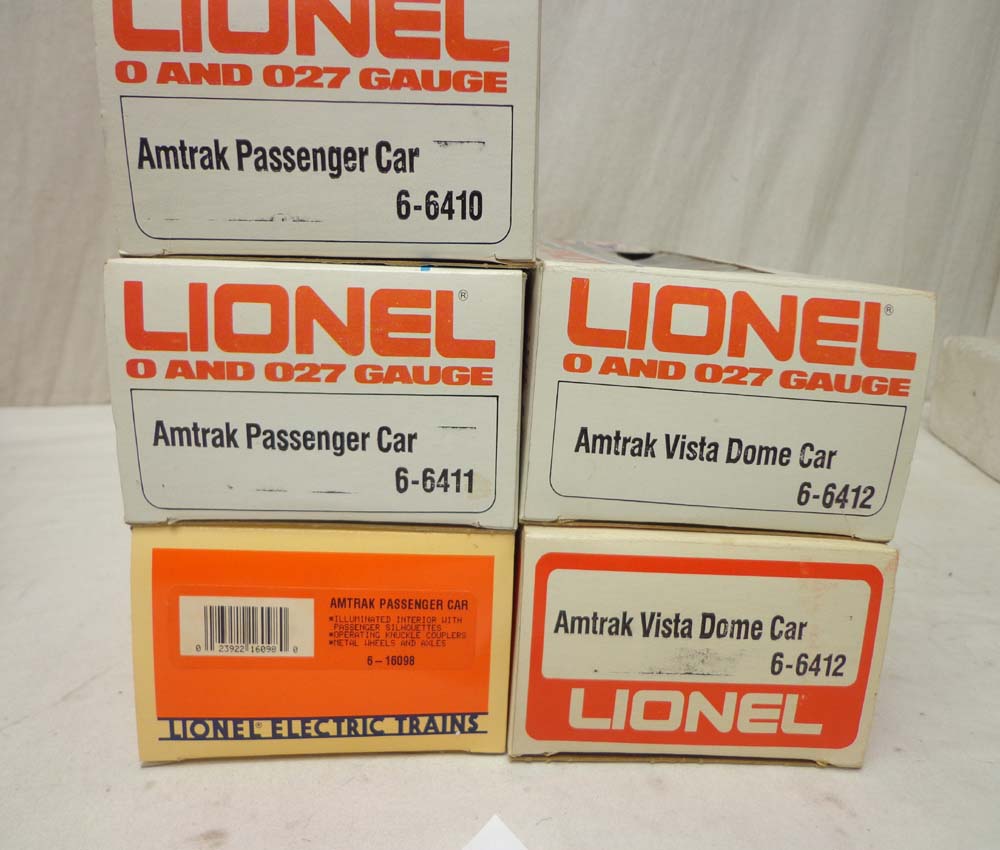 LIONEL
O AND O27 GAUGE
Amtrak Passenger Car
6-6410
LIONEL®
O AND O27 GAUGE
Amtrak Passenger Car
6-6411
LIONEL®
O AND O27 GAUGE
Amtrak Vista Dome Car
6-6412
AMTRAK PASSENGER CAR
*ILLUMINATED INTERIOR WITH
PASSENGER SILHOUETTES
*OPERATING KNUCKLE COUPLERS
*METAL WHEELS AND AXLES
6-16098
0 23922 16098 0
LIONEL® ELECTRIC TRAINS
Amtrak Vista Dome Car
6-6412
LIONEL